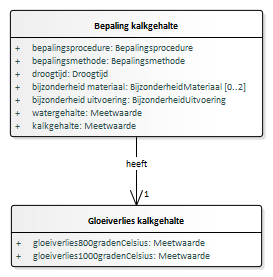 Bepaling kalkgehalte
+ bepalingsprocedure: Bepalingsprocedure
+ bepalingsmethode: Bepalingsmethode
+ droogtijd: Droogtijd
+ bijzonderheid materiaal: BijzonderheidMateriaal [0..2]
+ bijzonderheid uitvoering: BijzonderheidUitvoering
+ watergehalte: Meetwaarde
+ kalkgehalte: Meetwaarde
heeft
1
Gloeiverlies kalkgehalte
+ gloeiverlies800gradenCelsius: Meetwaarde
+ gloeiverlies1000gradenCelsius: Meetwaarde